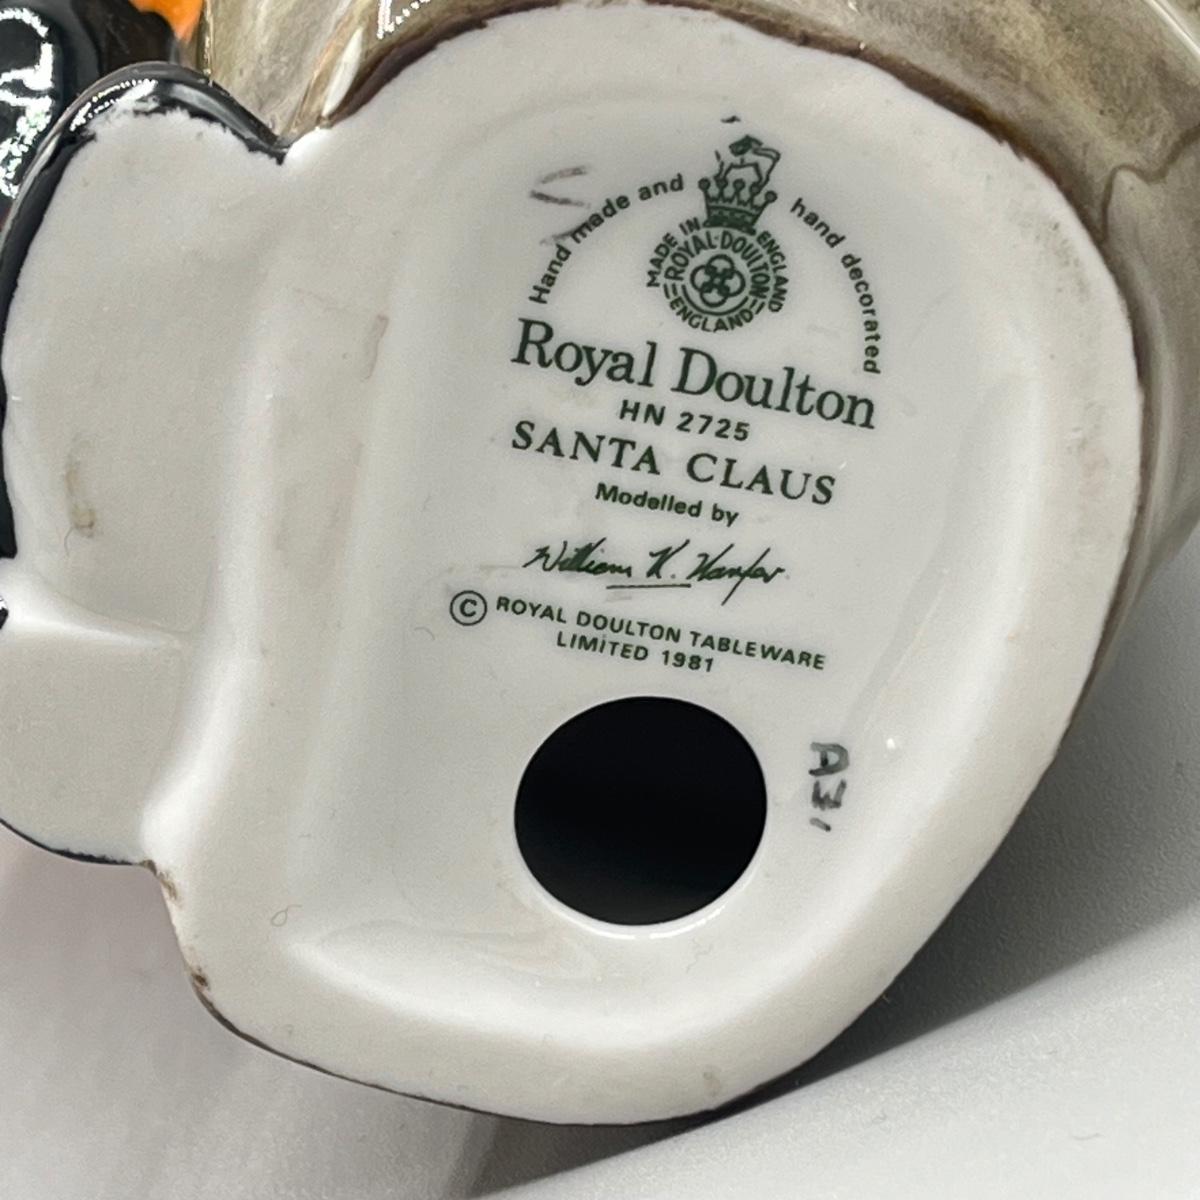 Hand made and hand decorated
MADE IN ENGLAND
ROYAL·DOULTON
ENGLAND
Royal Doulton
HN 2725
SANTA CLAUS
Modelled by
William K. Harper
© ROYAL DOULTON TABLEWARE
LIMITED 1981
A31